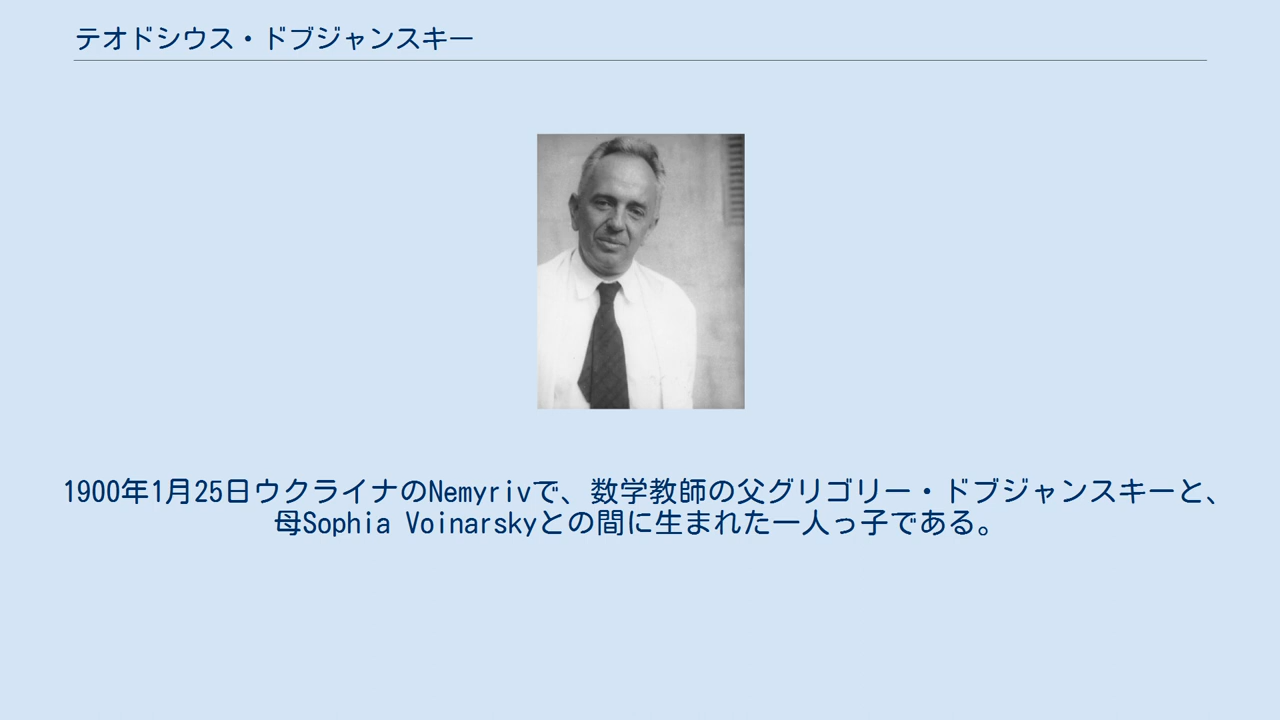 テオドシウス・ドブジャンスキー
1900年1月25日ウクライナのNemyrivで、数学教師の父グリゴリー・ドブジャンスキーと、
母Sophia Voinarskyとの間に生まれた一人っ子である。